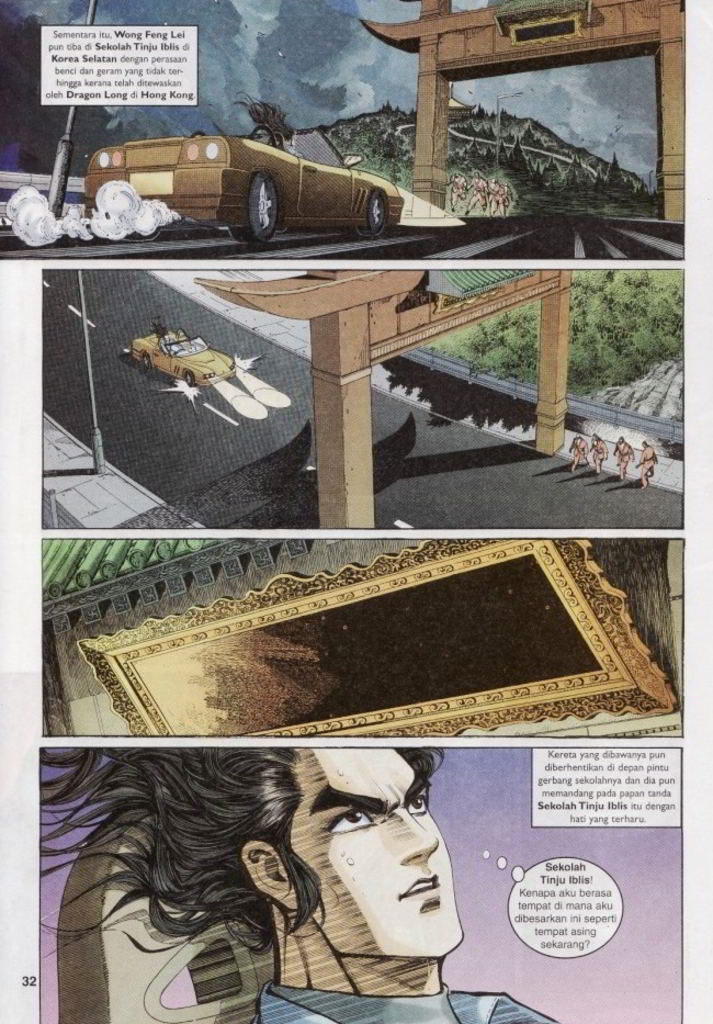 Sementara itu, Wong Feng Lei
pun tiba di Sekolah Tinju Iblis di
Korea Selatan dengan perasaan
benci dan geram yang tidak ter-
hingga kerana telah ditewaskan
oleh Dragon Long di Hong Kong.
Kereta yang dibawanya pun
diberhentikan di depan pintu
gerbang sekolahnya dan dia pun
memandang pada papan tanda
Sekolah Tinju Iblis itu dengan
hati yang terharu.
Sekolah
Tinju Iblis!
Kenapa aku berasa
tempat di mana aku
dibesarkan ini seperti
tempat asing
sekarang?
32